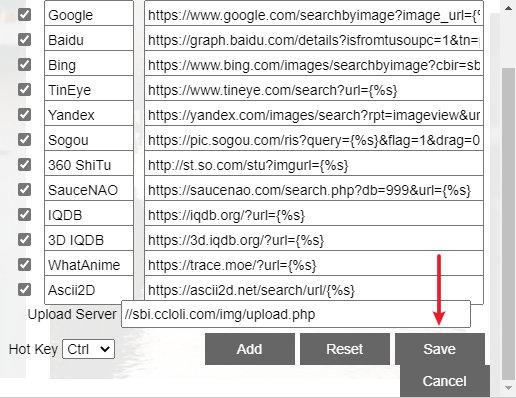 Google https://www.google.com/searchbyimage?image_url={%
Baidu https://graph.baidu.com/details?isfromtusoupc=1&tn=
Bing https://www.bing.com/images/searchbyimage?cbir=sb
TinEye https://www.tineye.com/search?url={%s}
Yandex https://yandex.com/images/search?rpt=imageview&ur
Sogou https://pic.sogou.com/ris?query={%s}&flag=1&drag=0
360 ShiTu http://st.so.com/stu?imgurl={%s}
SauceNAO https://saucenao.com/search.php?db=999&url={%s}
IQDB https://iqdb.org/?url={%s}
3D IQDB https://3d.iqdb.org/?url={%s}
WhatAnime https://trace.moe/?url={%s}
Ascii2D https://ascii2d.net/search/url/{%s}
Upload Server //sbi.ccloli.com/img/upload.php
Hot Key Ctrl Add Reset Save
Cancel